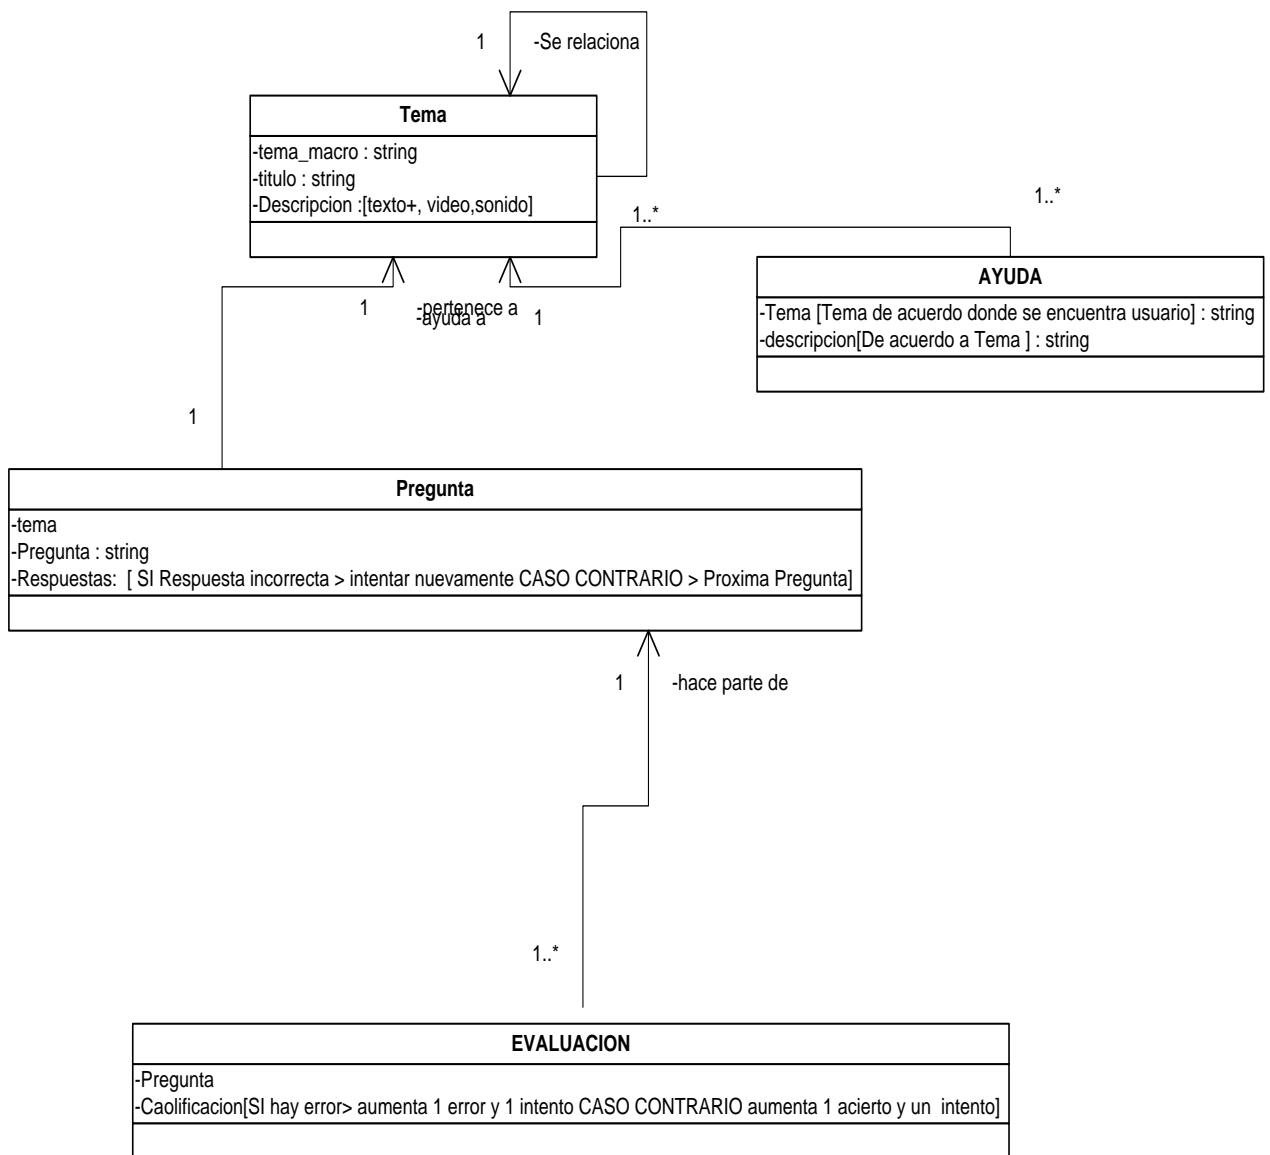 1
-Se relaciona
Tema
-tema_macro : string
-titulo : string
-Descripcion :[texto+, video,sonido]
1..*
1..*
AYUDA
-Tema [Tema de acuerdo donde se encuentra usuario] : string
-descripcion[De acuerdo a Tema ] : string
1
-pertenece a
-ayuda a
1
1
Pregunta
-tema
-Pregunta : string
-Respuestas: [ SI Respuesta incorrecta > intentar nuevamente CASO CONTRARIO > Proxima Pregunta]
1
-hace parte de
1..*
EVALUACION
-Pregunta
-Caolificacion[SI hay error> aumenta 1 error y 1 intento CASO CONTRARIO aumenta 1 acierto y un intento]